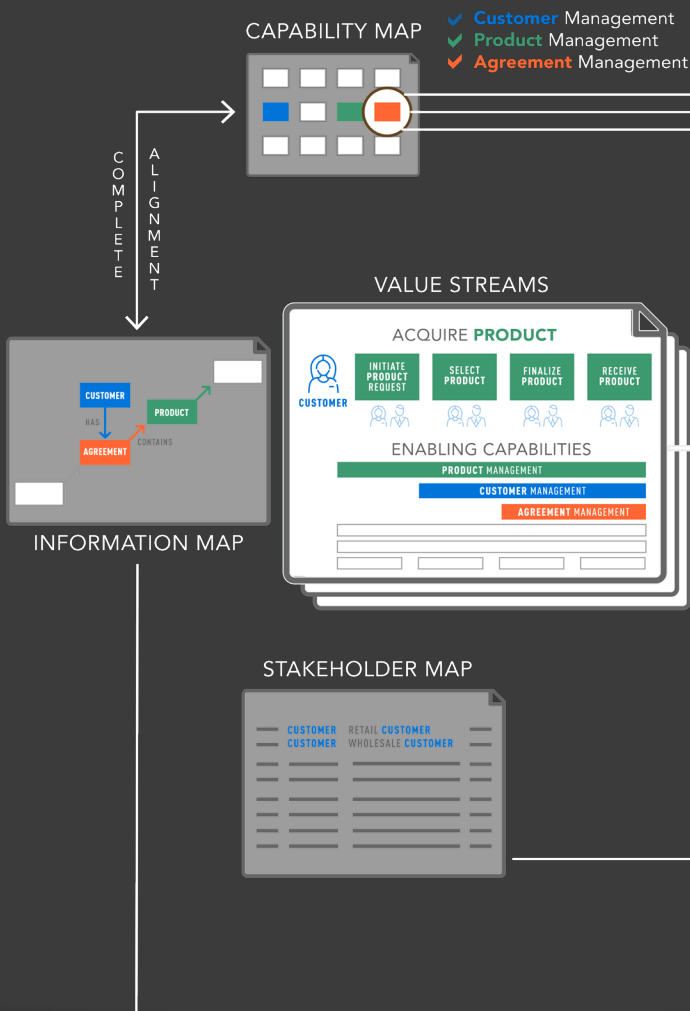 CAPABILITY MAP
Customer Management
Product Management
Agreement Management
COMPLETE
ALIGNMENT
VALUE STREAMS
ACQUIRE PRODUCT
CUSTOMER
INITIATE
PRODUCT
REQUEST
SELECT
PRODUCT
FINALIZE
PRODUCT
RECEIVE
PRODUCT
ENABLING CAPABILITIES
PRODUCT MANAGEMENT
CUSTOMER MANAGEMENT
AGREEMENT MANAGEMENT
CUSTOMER
HAS
AGREEMENT
CONTAINS
PRODUCT
INFORMATION MAP
STAKEHOLDER MAP
CUSTOMER RETAIL CUSTOMER
CUSTOMER WHOLESALE CUSTOMER